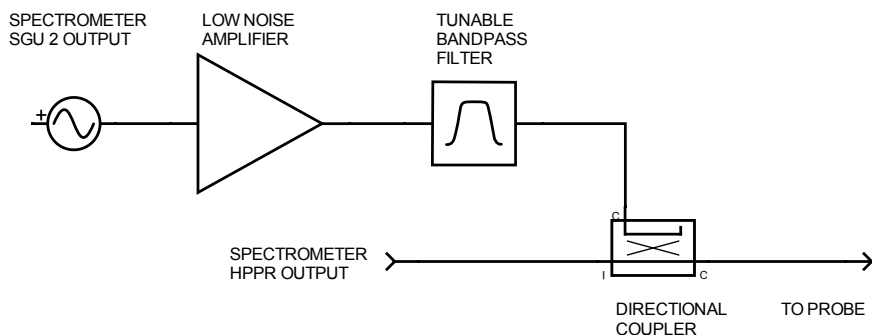 SPECTROMETER
SGU 2 OUTPUT
LOW NOISE
AMPLIFIER
TUNABLE
BANDPASS
FILTER
+
C
SPECTROMETER
HPPR OUTPUT
I
C
DIRECTIONAL
COUPLER
TO PROBE